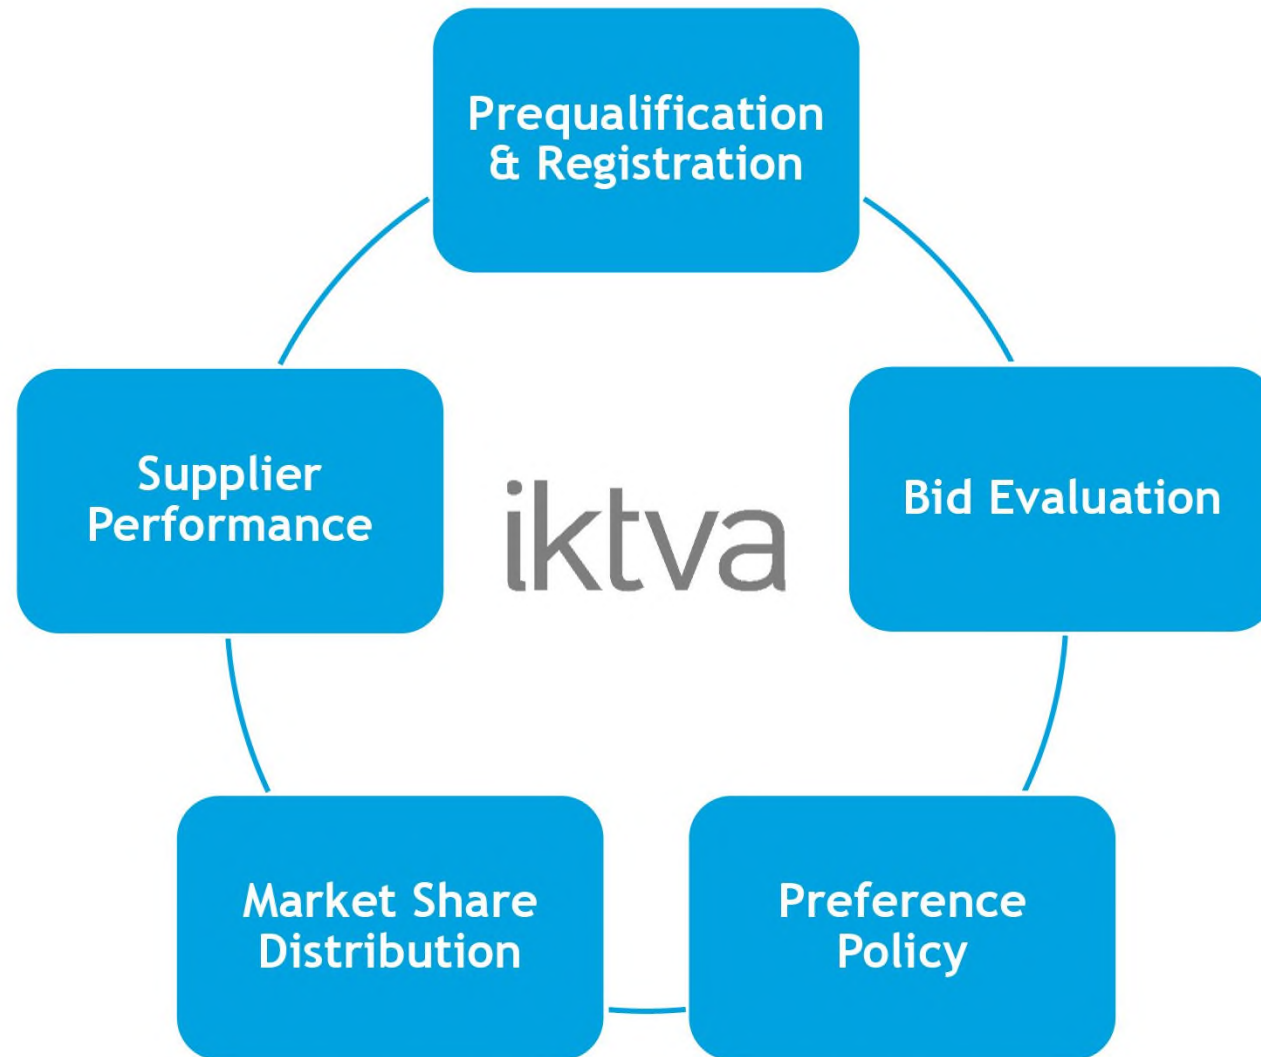 Prequalification
& Registration
Supplier
Performance
iktva
Bid Evaluation
Market Share
Distribution
Preference
Policy